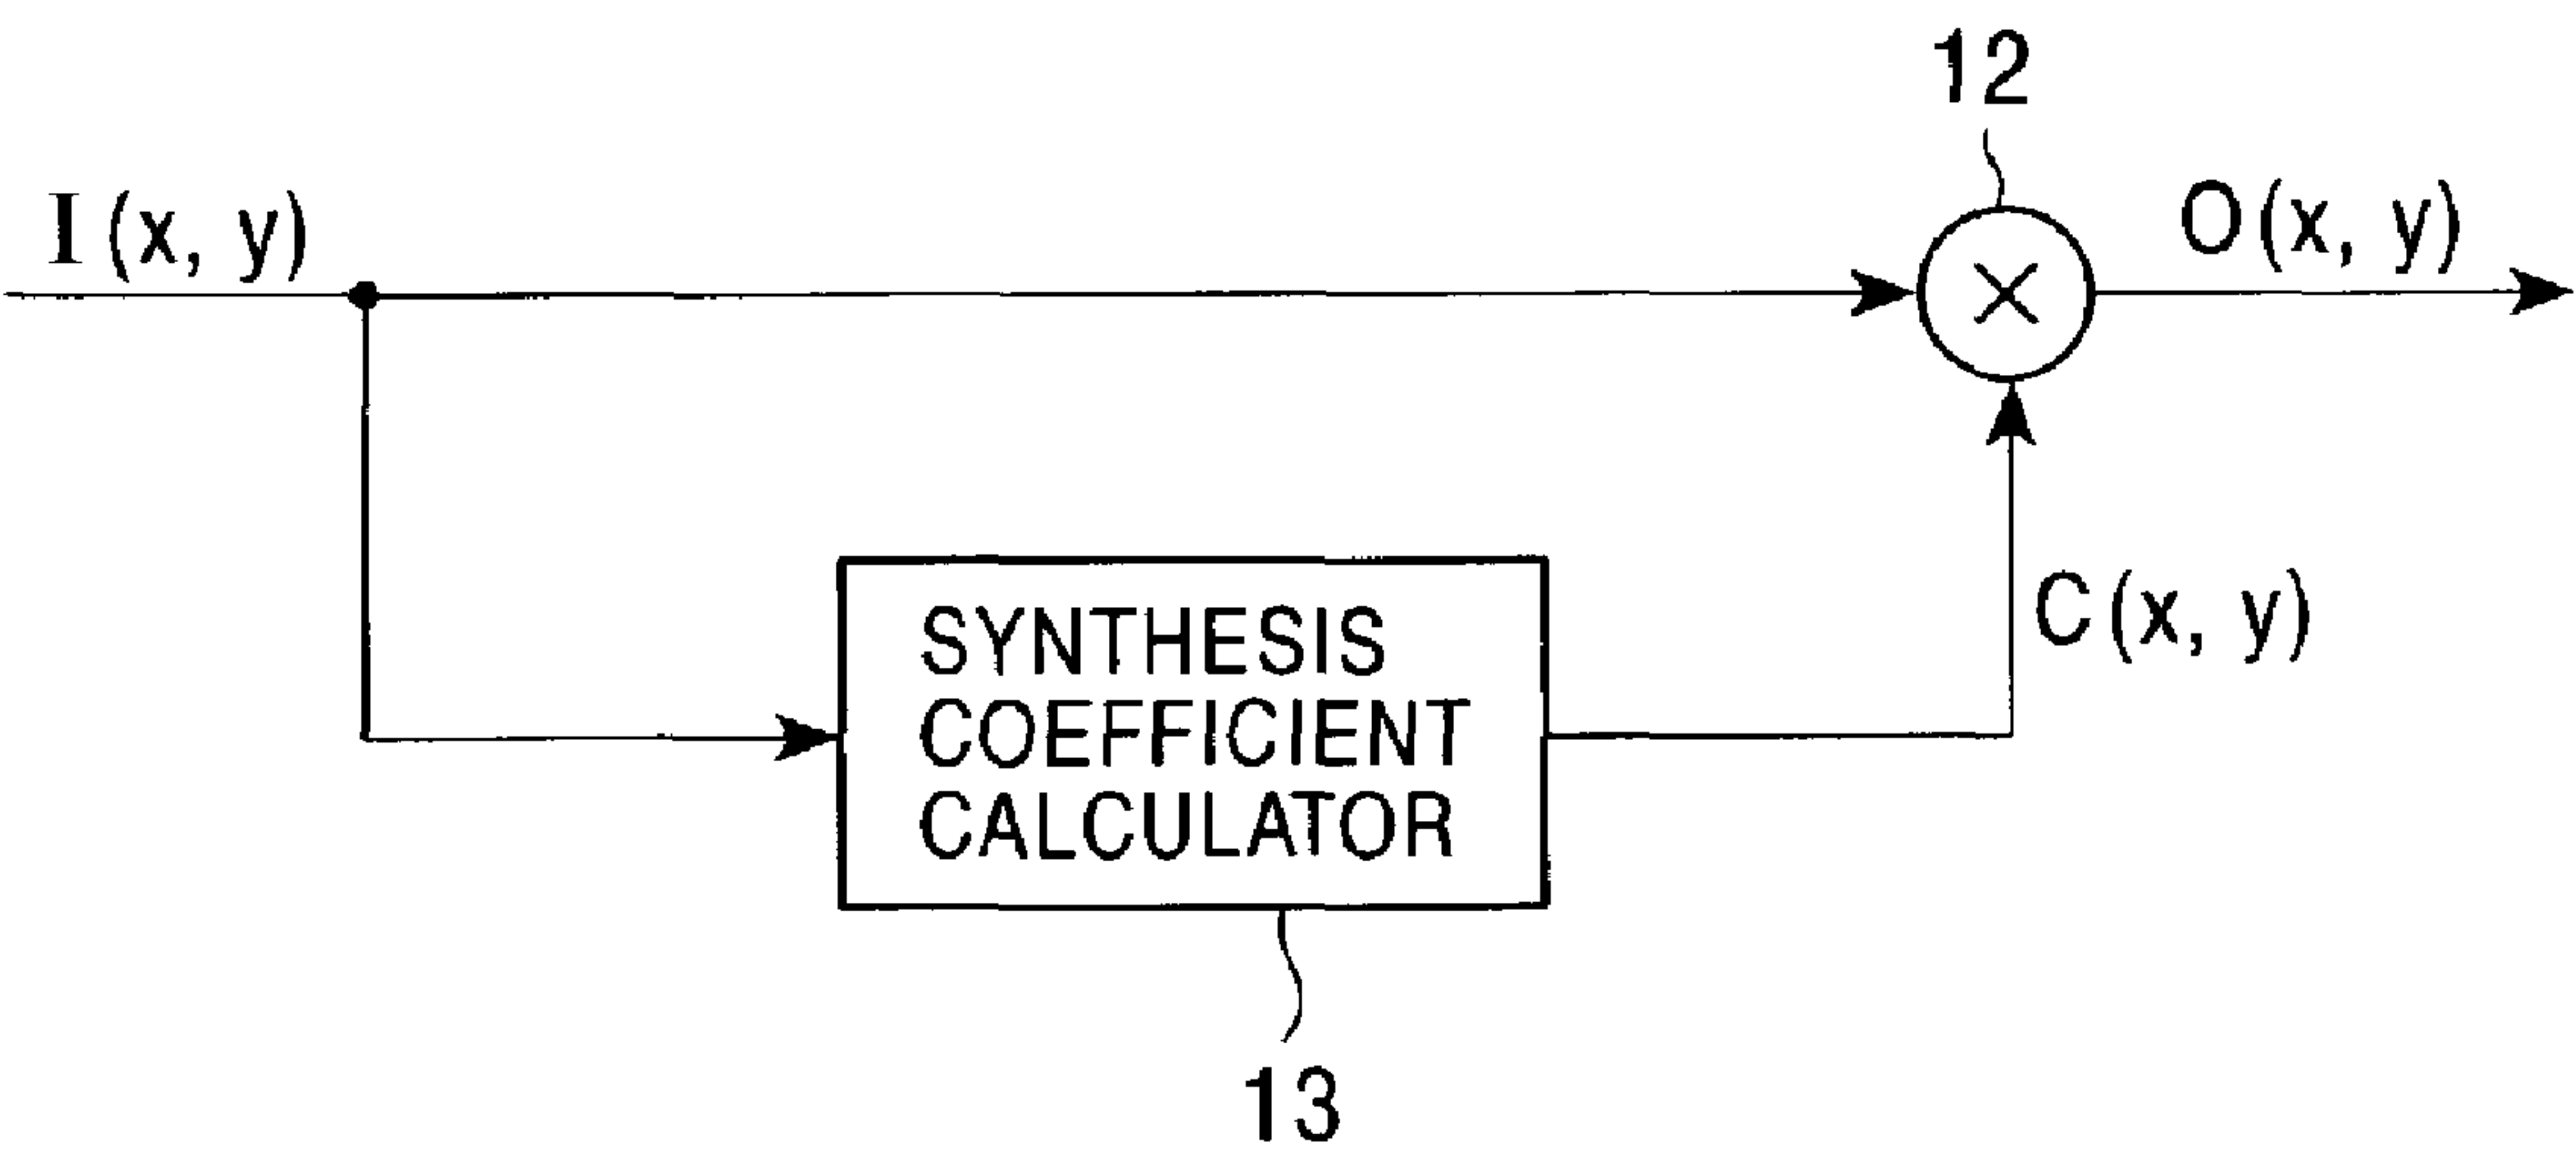 12
I (x, y)
O (x, y)
×
C (x, y)
SYNTHESIS
COEFFICIENT
CALCULATOR
13